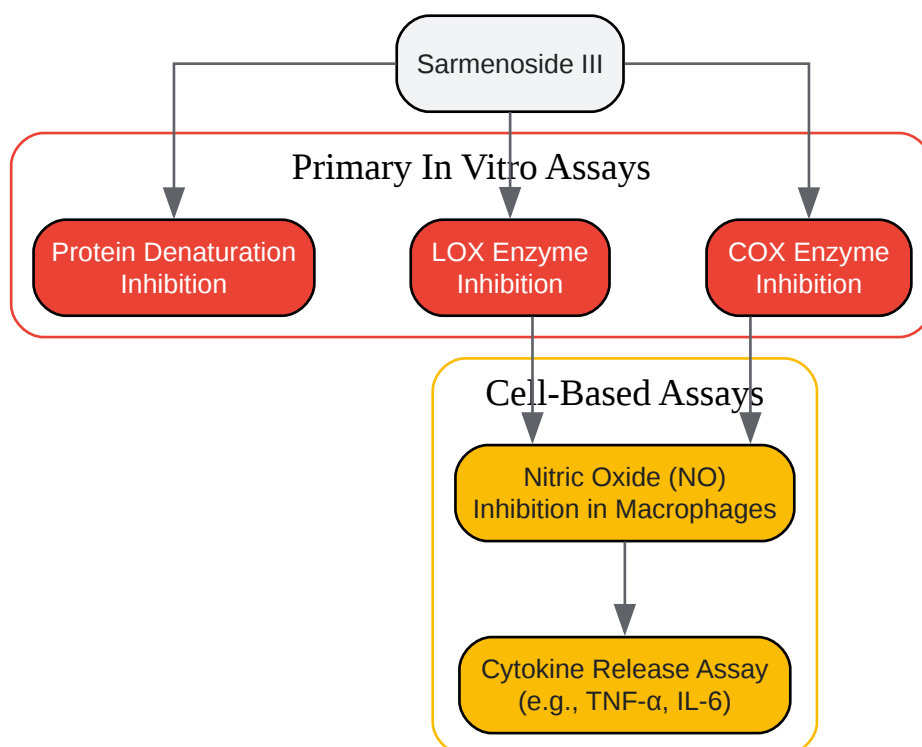 Sarmenoside III
Primary In Vitro Assays
Protein Denaturation
Inhibition
LOX Enzyme
Inhibition
COX Enzyme
Inhibition
Cell-Based Assays
Nitric Oxide (NO)
Inhibition in Macrophages
Cytokine Release Assay
(e.g., TNF-α, IL-6)